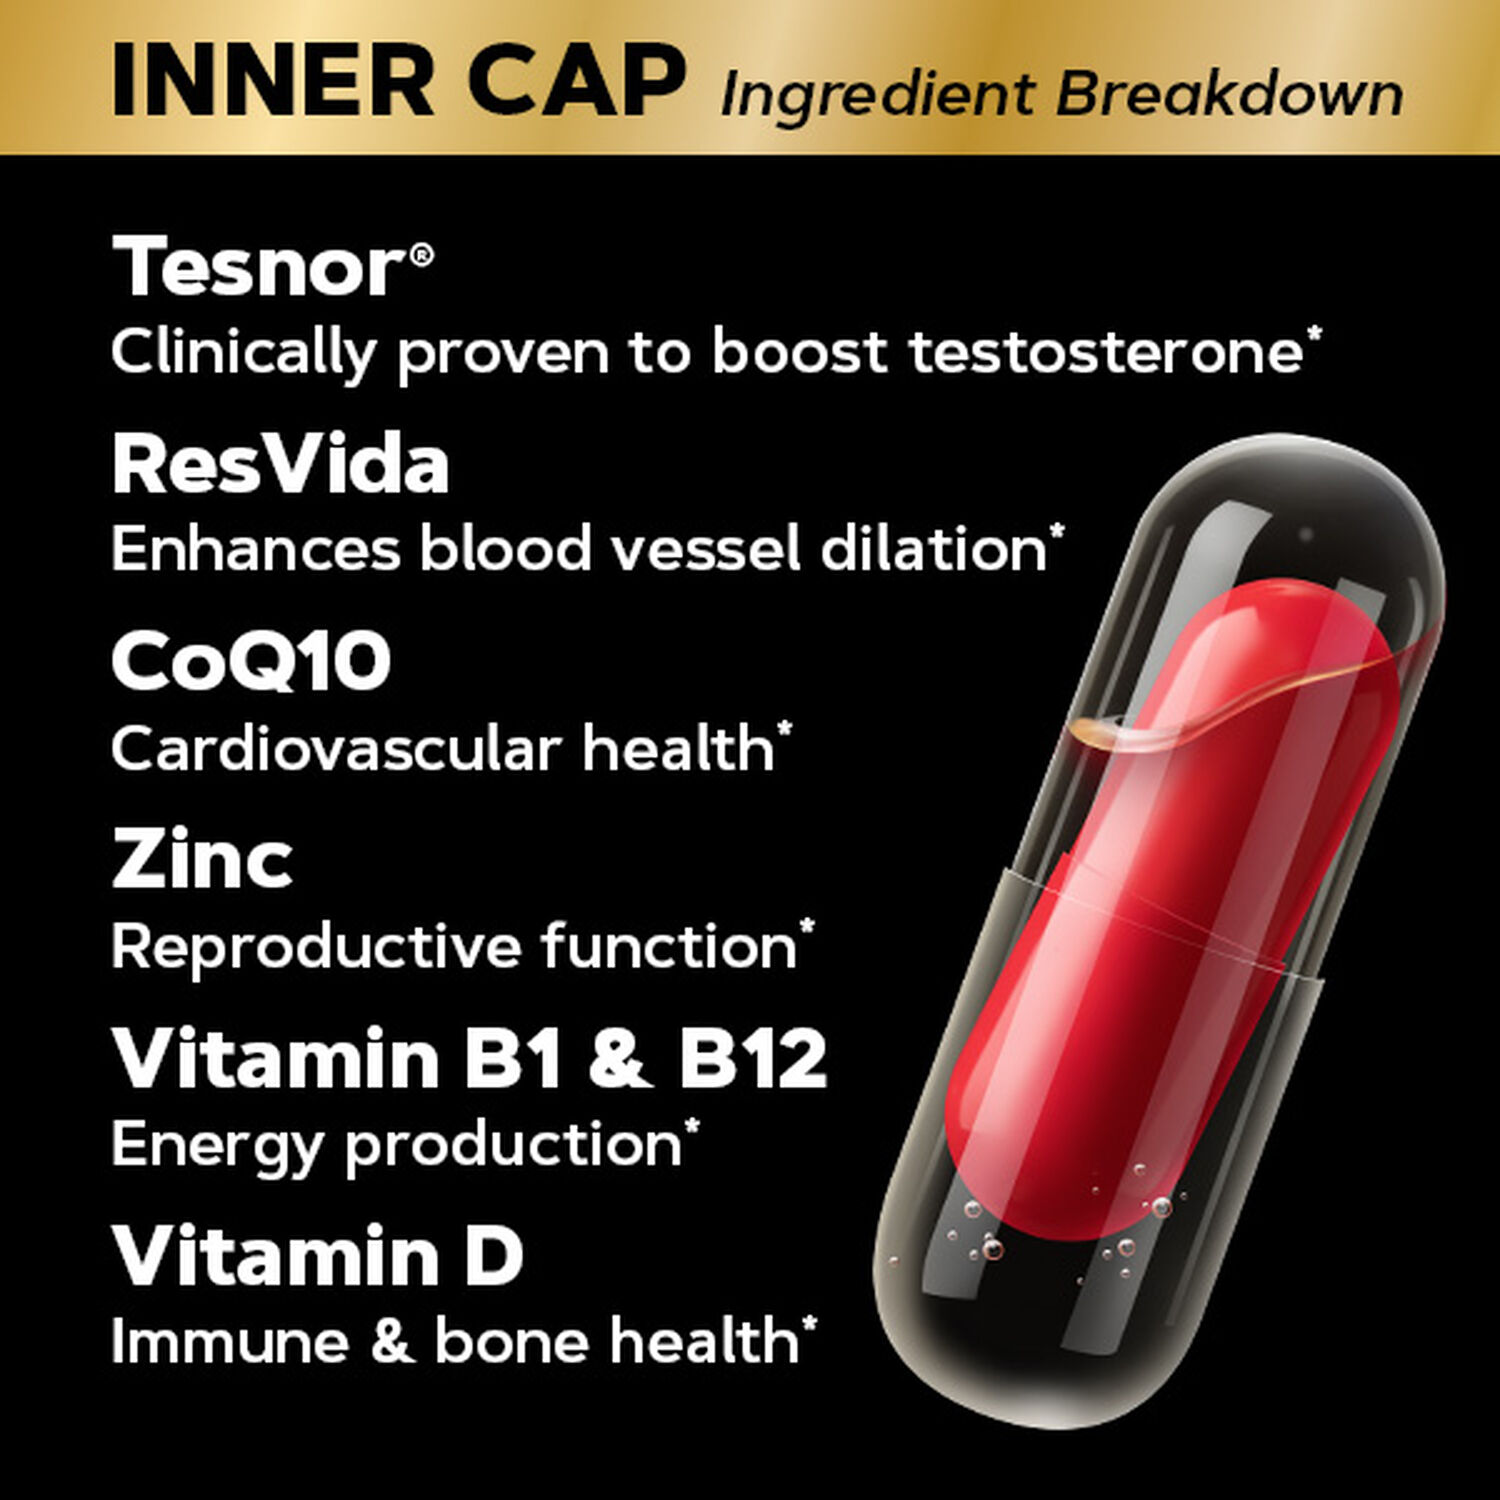 INNER CAP Ingredient Breakdown
Tesnor®
Clinically proven to boost testosterone*
ResVida
Enhances blood vessel dilation*
CoQ10
Cardiovascular health*
Zinc
Reproductive function*
Vitamin B1 & B12
Energy production*
Vitamin D
Immune & bone health*